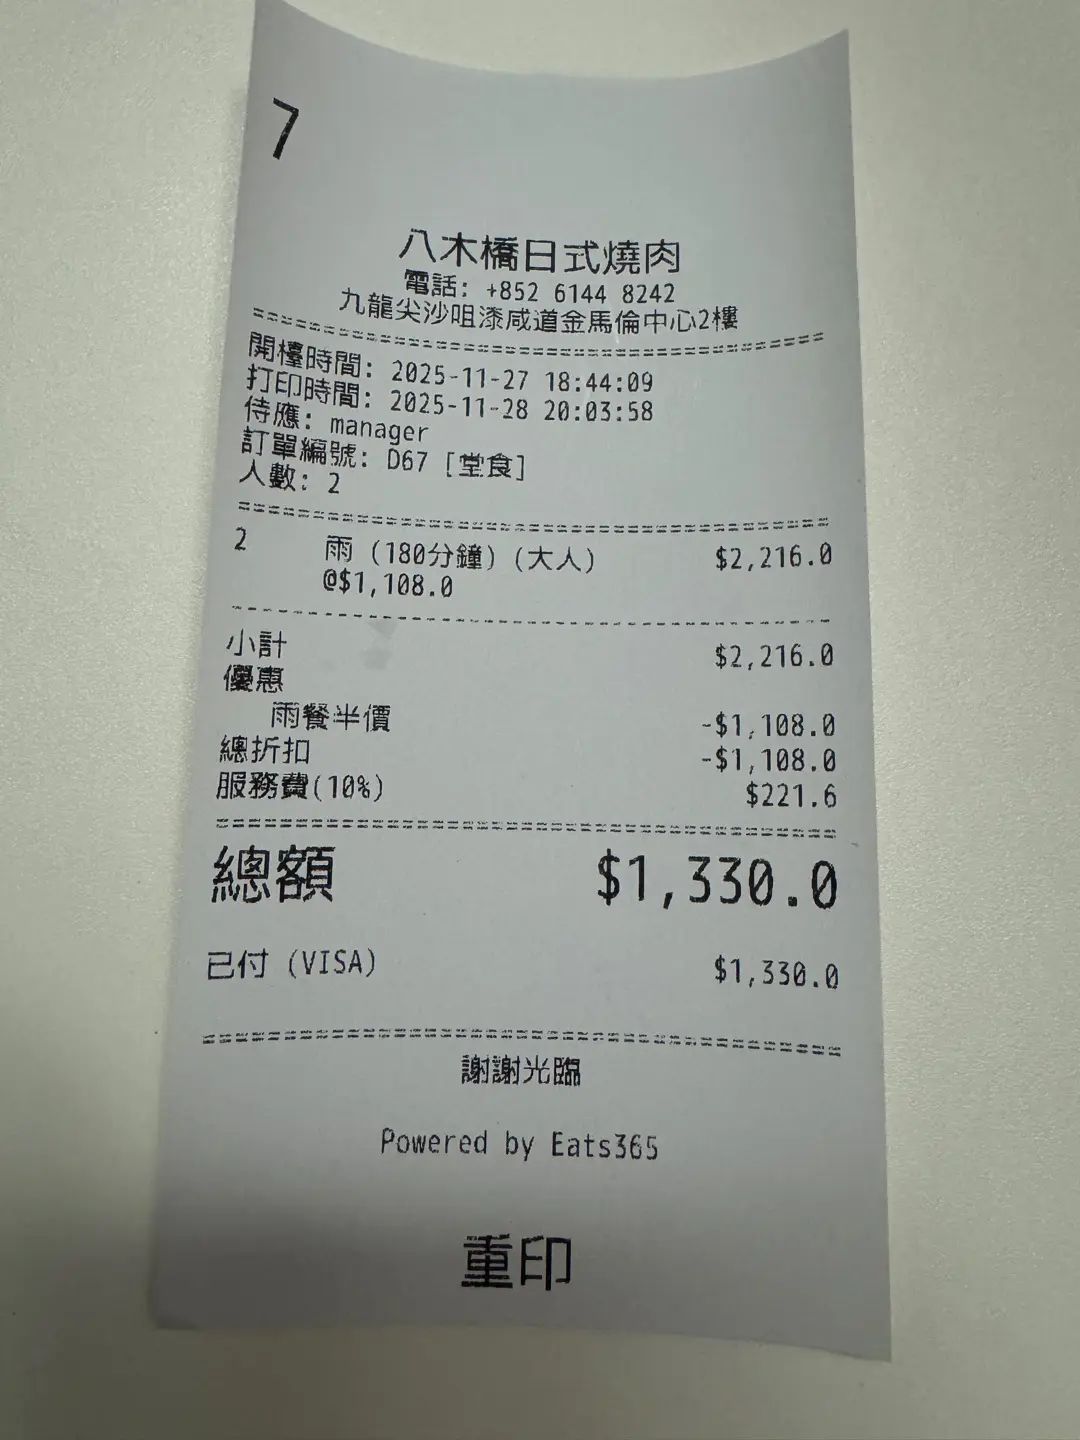 7
八木橋日式燒肉
電話: +852 6144 8242
九龍尖沙咀漆咸道金馬倫中心2樓
開檯時間: 2025-11-27 18:44:09
打印時間: 2025-11-28 20:03:58
侍應: manager
訂單編號: D67 [堂食]
人數: 2
2 雨 (180分鐘) (大人) $2,216.0
@$1,108.0
小計 $2,216.0
優惠
雨餐半價 -$1,108.0
總折扣 -$1,108.0
服務費(10%) $221.6
總額 $1,330.0
已付 (VISA) $1,330.0
謝謝光臨
Powered by Eats365
重印